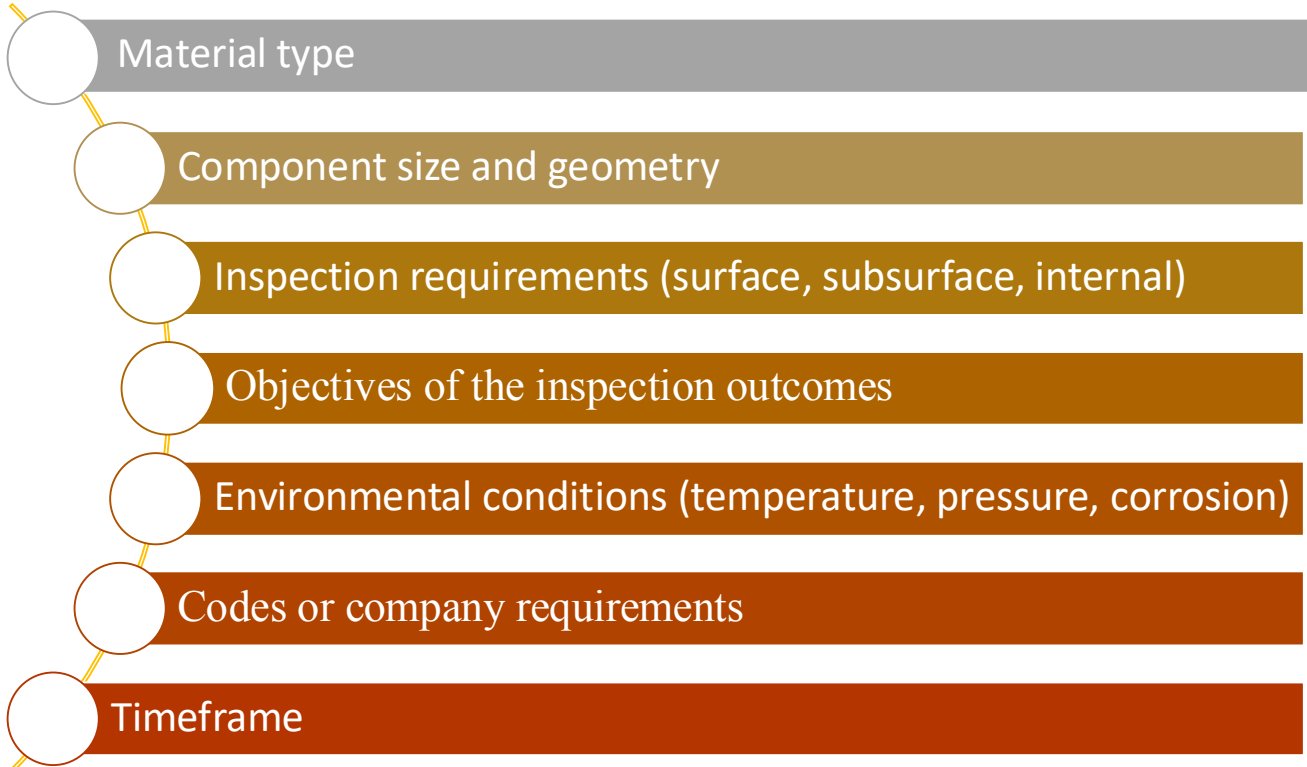 Material type
Component size and geometry
Inspection requirements (surface, subsurface, internal)
Objectives of the inspection outcomes
Environmental conditions (temperature, pressure, corrosion)
Codes or company requirements
Timeframe